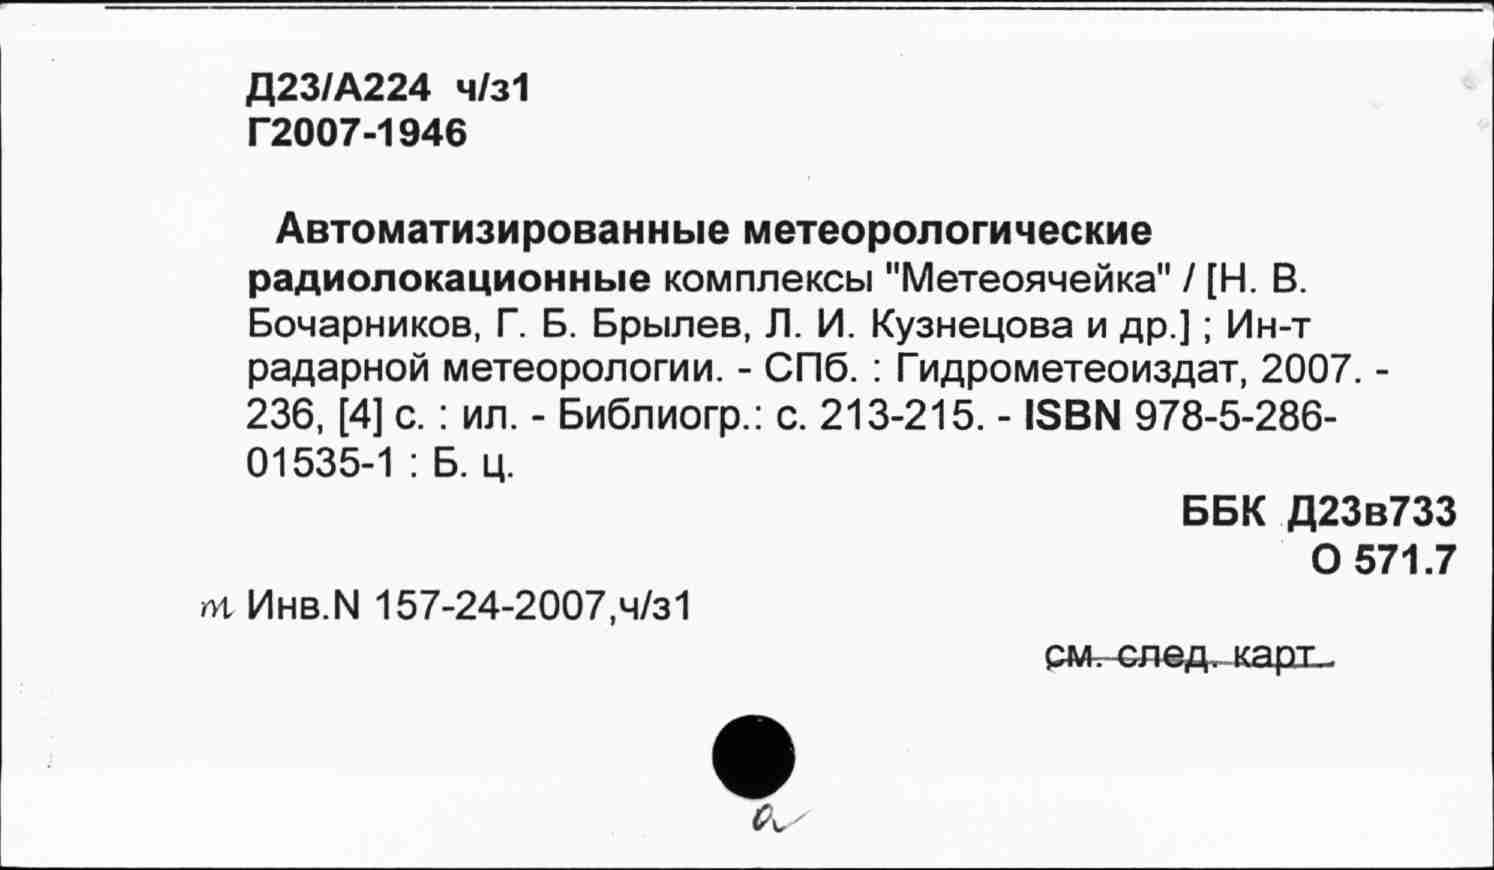 Д23/А224 ч/з1
Г2007-1946
Автоматизированные метеорологические
радиолокационные комплексы "Метеоячейка" / [Н. В.
Бочарников, Г. Б. Брылев, Л. И. Кузнецова и др.] ; Ин-т
радарной метеорологии. - СПб. : Гидрометеоиздат, 2007. -
236, [4] с. : ил. - Библиогр.: с. 213-215. - ISBN 978-5-286-
01535-1 : Б. ц.
ББК Д23в733
О 571.7
т Инв.N 157-24-2007,ч/з1
см. след. карт.
а